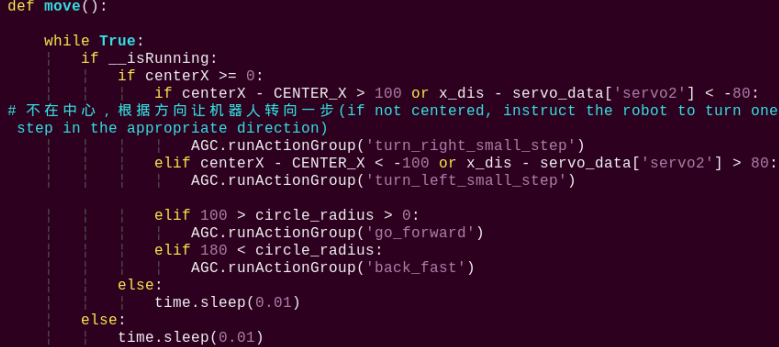 def move():
    while True:
        if __isRunning:
            if centerX >= 0:
                if centerX - CENTER_X > 100 or x_dis - servo_data['servo2'] < -80:
# 不在中心，根据方向让机器人转向一步(if not centered, instruct the robot to turn one
 step in the appropriate direction)
                    AGC.runActionGroup('turn_right_small_step')
                elif centerX - CENTER_X < -100 or x_dis - servo_data['servo2'] > 80:
                    AGC.runActionGroup('turn_left_small_step')
                elif 100 > circle_radius > 0:
                    AGC.runActionGroup('go_forward')
                elif 180 < circle_radius:
                    AGC.runActionGroup('back_fast')
            else:
                time.sleep(0.01)
        else:
            time.sleep(0.01)